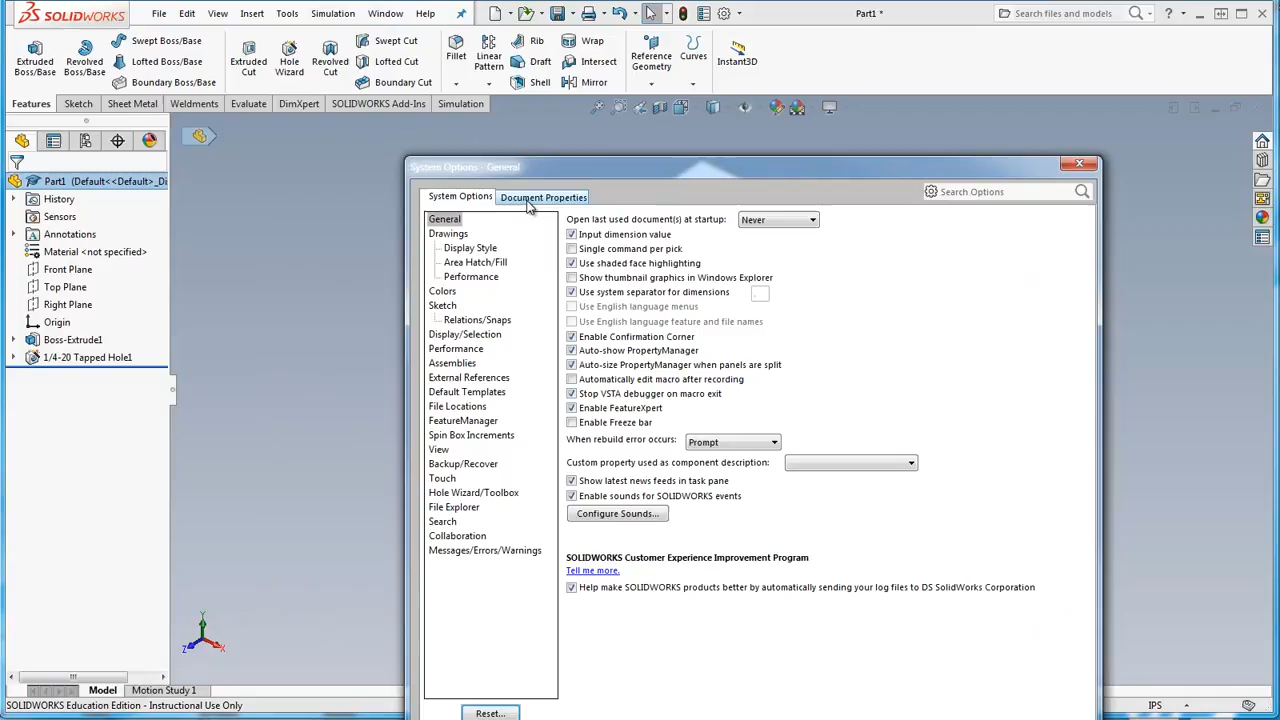 SOLIDWORKS File Edit View Insert Tools Simulation Window Help Part1 * Search files and models ?
Extruded Boss/Base
Revolved Boss/Base
Swept Boss/Base
Lofted Boss/Base
Boundary Boss/Base
Extruded Cut
Hole Wizard
Revolved Cut
Swept Cut
Lofted Cut
Boundary Cut
Fillet
Linear Pattern
Rib
Draft
Shell
Wrap
Intersect
Mirror
Reference Geometry
Curves
Instant3D
Features Sketch Sheet Metal Weldments Evaluate DimXpert SOLIDWORKS Add-Ins Simulation
Part1 (Default<<Default>_Di
History
Sensors
Annotations
Material <not specified>
Front Plane
Top Plane
Right Plane
Origin
Boss-Extrude1
1/4-20 Tapped Hole1
System Options - General
System Options Document Properties Search Options
General
Drawings
Display Style
Area Hatch/Fill
Performance
Colors
Sketch
Relations/Snaps
Display/Selection
Performance
Assemblies
External References
Default Templates
File Locations
FeatureManager
Spin Box Increments
View
Backup/Recover
Touch
Hole Wizard/Toolbox
File Explorer
Search
Collaboration
Messages/Errors/Warnings
Reset...
Open last used document(s) at startup: Never
Input dimension value
Single command per pick
Use shaded face highlighting
Show thumbnail graphics in Windows Explorer
Use system separator for dimensions .
Use English language menus
Use English language feature and file names
Enable Confirmation Corner
Auto-show PropertyManager
Auto-size PropertyManager when panels are split
Automatically edit macro after recording
Stop VSTA debugger on macro exit
Enable FeatureXpert
Enable Freeze bar
When rebuild error occurs: Prompt
Custom property used as component description:
Show latest news feeds in task pane
Enable sounds for SOLIDWORKS events
Configure Sounds...
SOLIDWORKS Customer Experience Improvement Program
Tell me more.
Help make SOLIDWORKS products better by automatically sending your log files to DS SolidWorks Corporation
Y
Z
X
Model Motion Study 1
SOLIDWORKS Education Edition - Instructional Use Only IPS